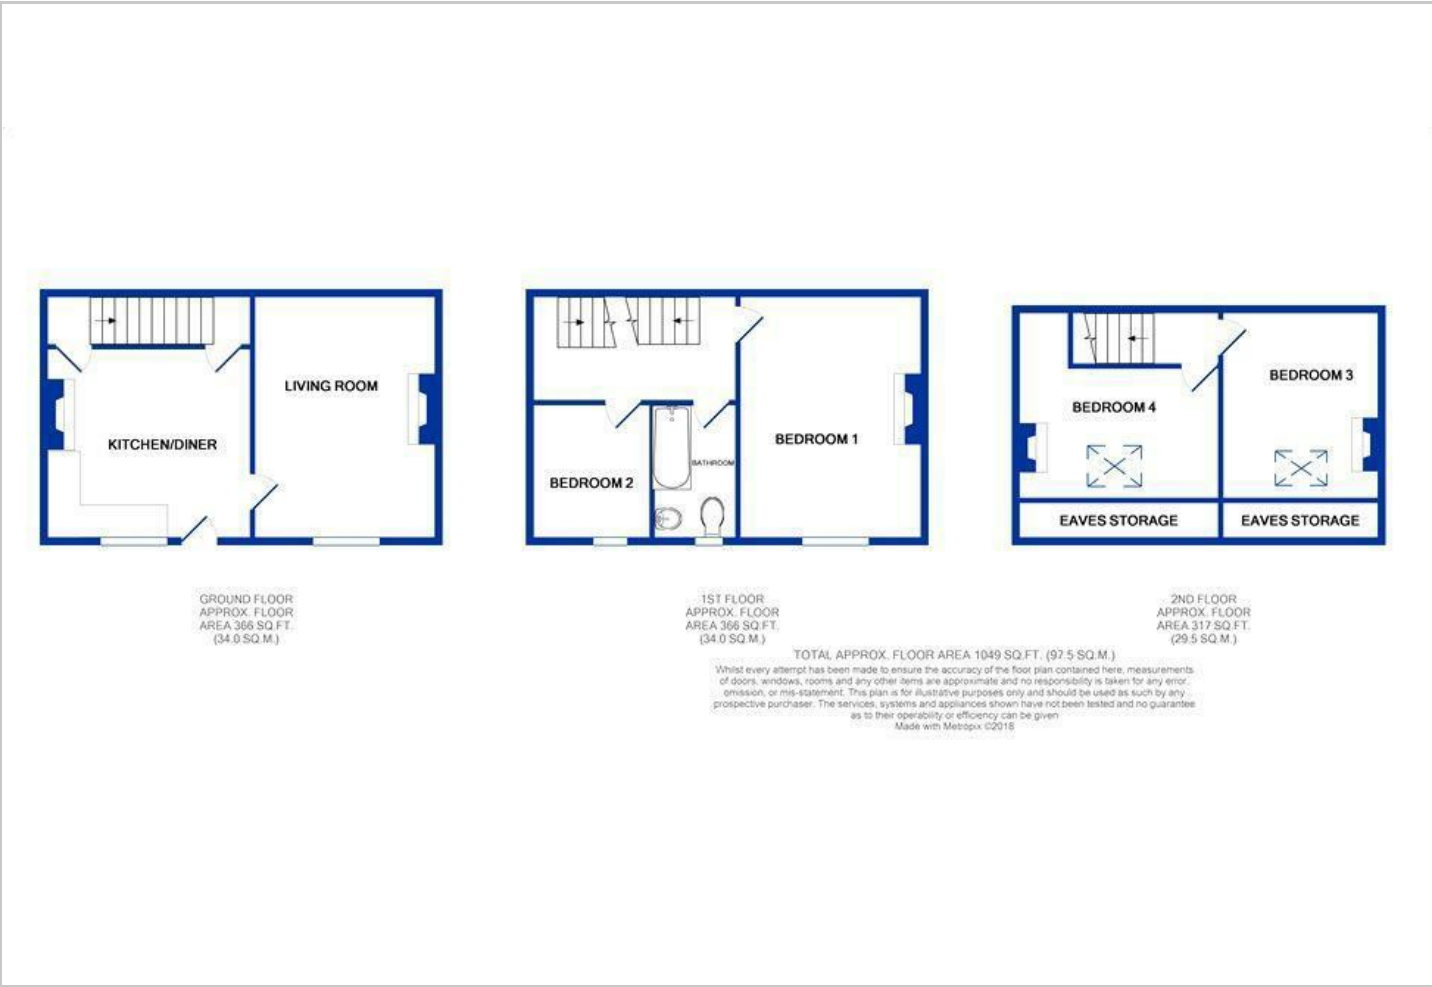 LIVING ROOM
KITCHEN/DINER
GROUND FLOOR
APPROX. FLOOR
AREA 366 SQ.FT.
(34.0 SQ.M.)
BEDROOM 1
BEDROOM 2
BATHROOM
1ST FLOOR
APPROX. FLOOR
AREA 366 SQ.FT.
(34.0 SQ.M.)
BEDROOM 3
BEDROOM 4
EAVES STORAGE
EAVES STORAGE
2ND FLOOR
APPROX. FLOOR
AREA 317 SQ.FT.
(29.5 SQ.M.)
TOTAL APPROX. FLOOR AREA 1049 SQ.FT. (97.5 SQ.M.)
Whilst every attempt has been made to ensure the accuracy of the floor plan contained here, measurements
of doors, windows, rooms and any other items are approximate and no responsibility is taken for any error,
omission, or mis-statement. This plan is for illustrative purposes only and should be used as such by any
prospective purchaser. The services, systems and appliances shown have not been tested and no guarantee
as to their operability or efficiency can be given
Made with Metropix ©2018